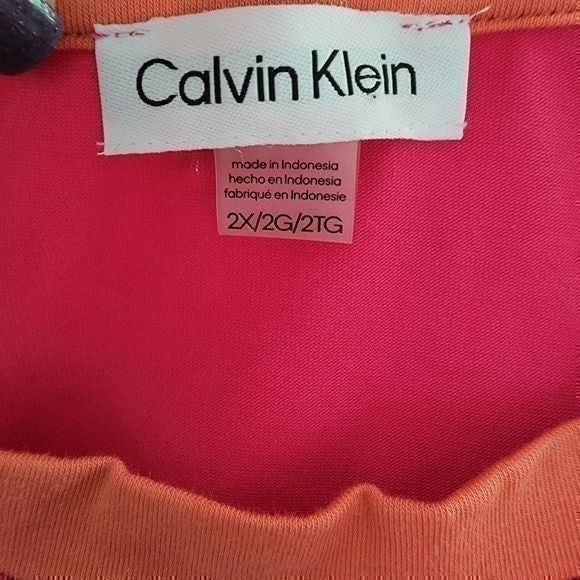 Calvin Klein
made in Indonesia
hecho en Indonesia
fabriqué en Indonesie
2X/2G/2TG